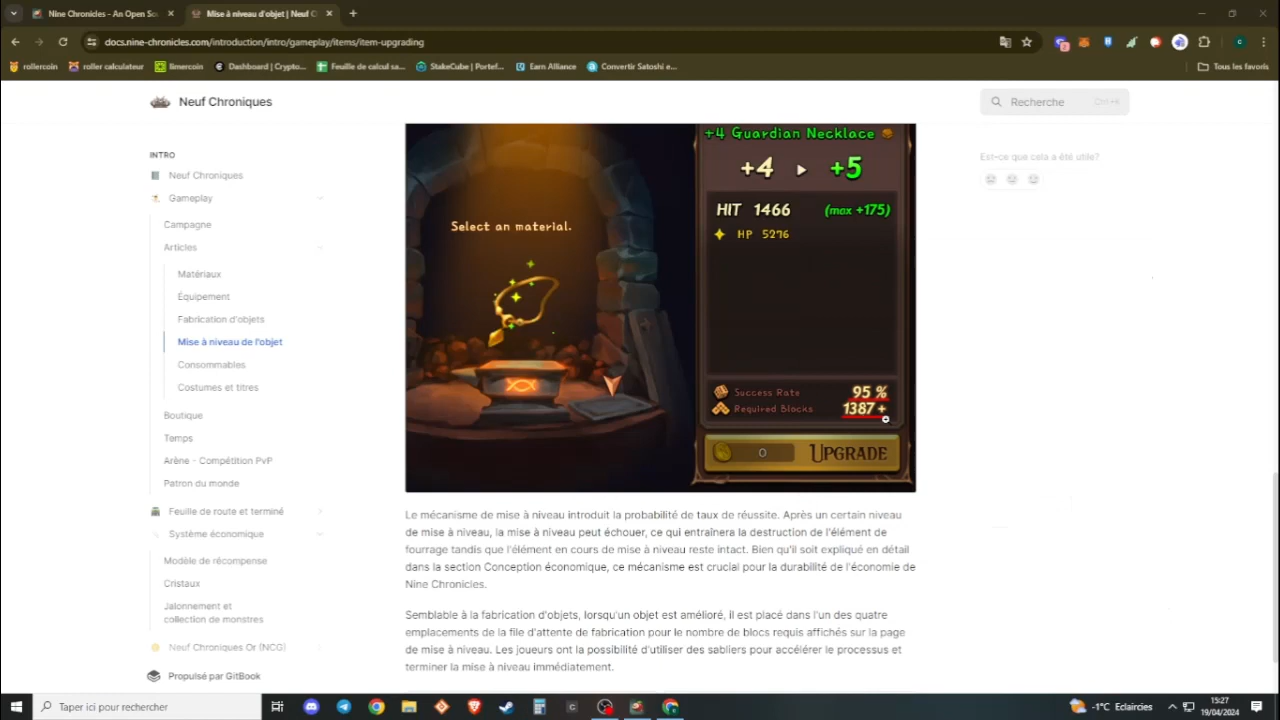 Nine Chronicles - An Open Sou
Mise à niveau d'objet | Neuf C
docs.nine-chronicles.com/introduction/intro/gameplay/items/item-upgrading
rollercoin
roller calculateur
limercoin
Dashboard | Crypto...
Feuille de calcul sa...
StakeCube | Portef...
Earn Alliance
Convertir Satoshi e...
Tous les favoris
Neuf Chroniques
Recherche
Ctrl+K
INTRO
Neuf Chroniques
Gameplay
Campagne
Articles
Matériaux
Équipement
Fabrication d'objets
Mise à niveau de l'objet
Consommables
Costumes et titres
Boutique
Temps
Arène - Compétition PvP
Patron du monde
Feuille de route et terminé
Système économique
Modèle de récompense
Cristaux
Jalonnement et
collection de monstres
Neuf Chroniques Or (NCG)
Propulsé par GitBook
Select an material.
+4 Guardian Necklace
+4 ▸ +5
HIT 1466 (max +175)
HP 5276
Success Rate 95 %
Required Blocks 1387 +
0 UPGRADE
Le mécanisme de mise à niveau introduit la probabilité de taux de réussite. Après un certain niveau
de mise à niveau, la mise à niveau peut échouer, ce qui entraînera la destruction de l'élément de
fourrage tandis que l'élément en cours de mise à niveau reste intact. Bien qu'il soit expliqué en détail
dans la section Conception économique, ce mécanisme est crucial pour la durabilité de l'économie de
Nine Chronicles.
Semblable à la fabrication d'objets, lorsqu'un objet est amélioré, il est placé dans l'un des quatre
emplacements de la file d'attente de fabrication pour le nombre de blocs requis affichés sur la page
de mise à niveau. Les joueurs ont la possibilité d'utiliser des sabliers pour accélérer le processus et
terminer la mise à niveau immédiatement.
Est-ce que cela a été utile?
Taper ici pour rechercher
-1°C Eclaircies
15:27
19/04/2024